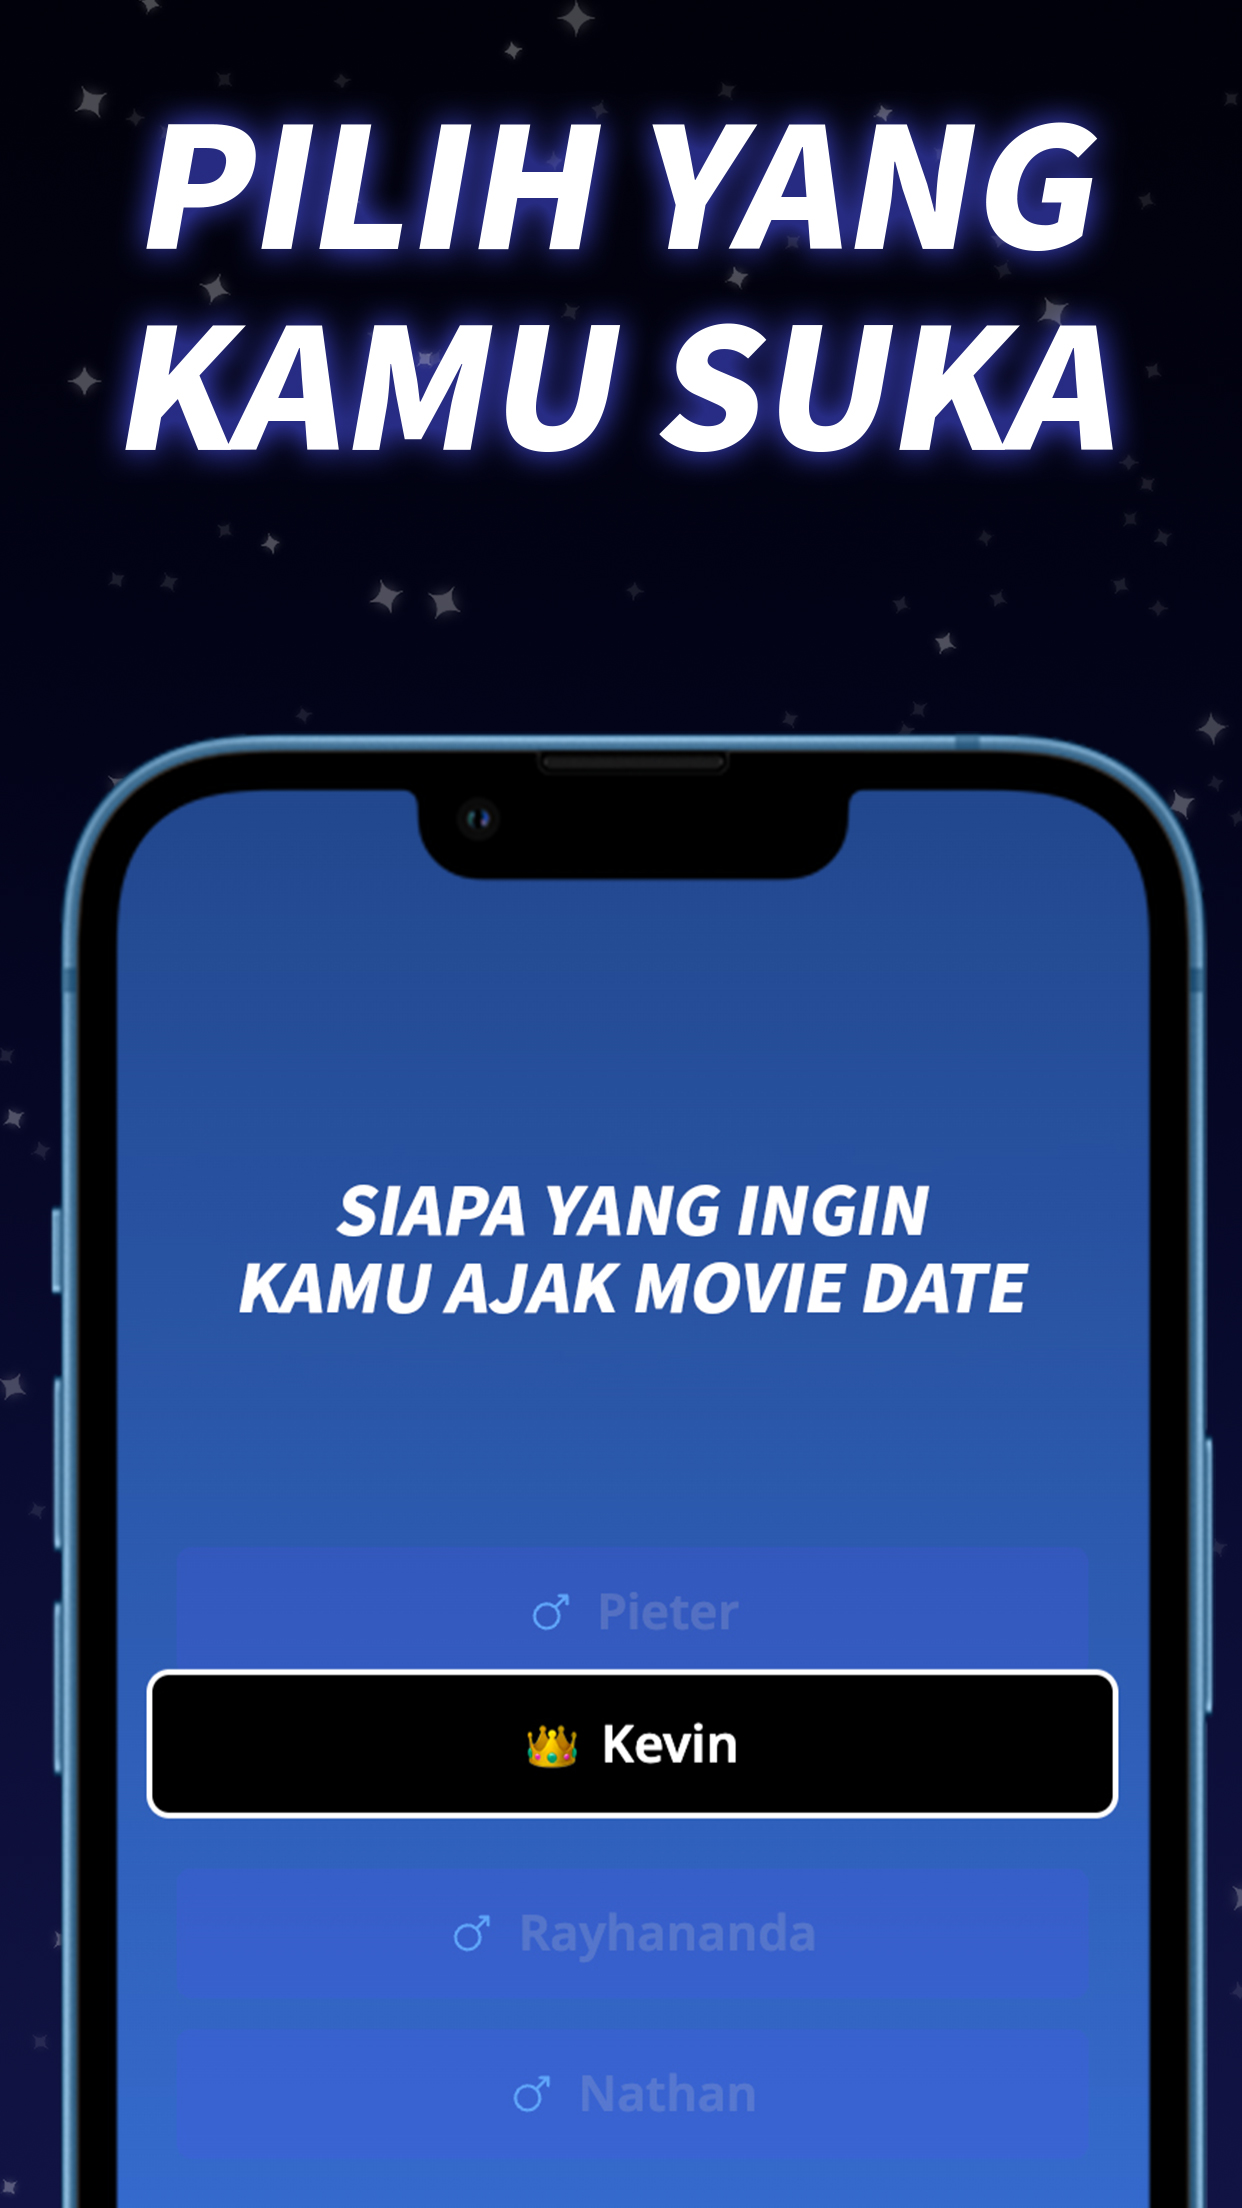 PILIH YANG
KAMU SUKA
SIAPA YANG INGIN
KAMU AJAK MOVIE DATE
♂ Pieter
👑 Kevin
♂ Rayhananda
♂ Nathan